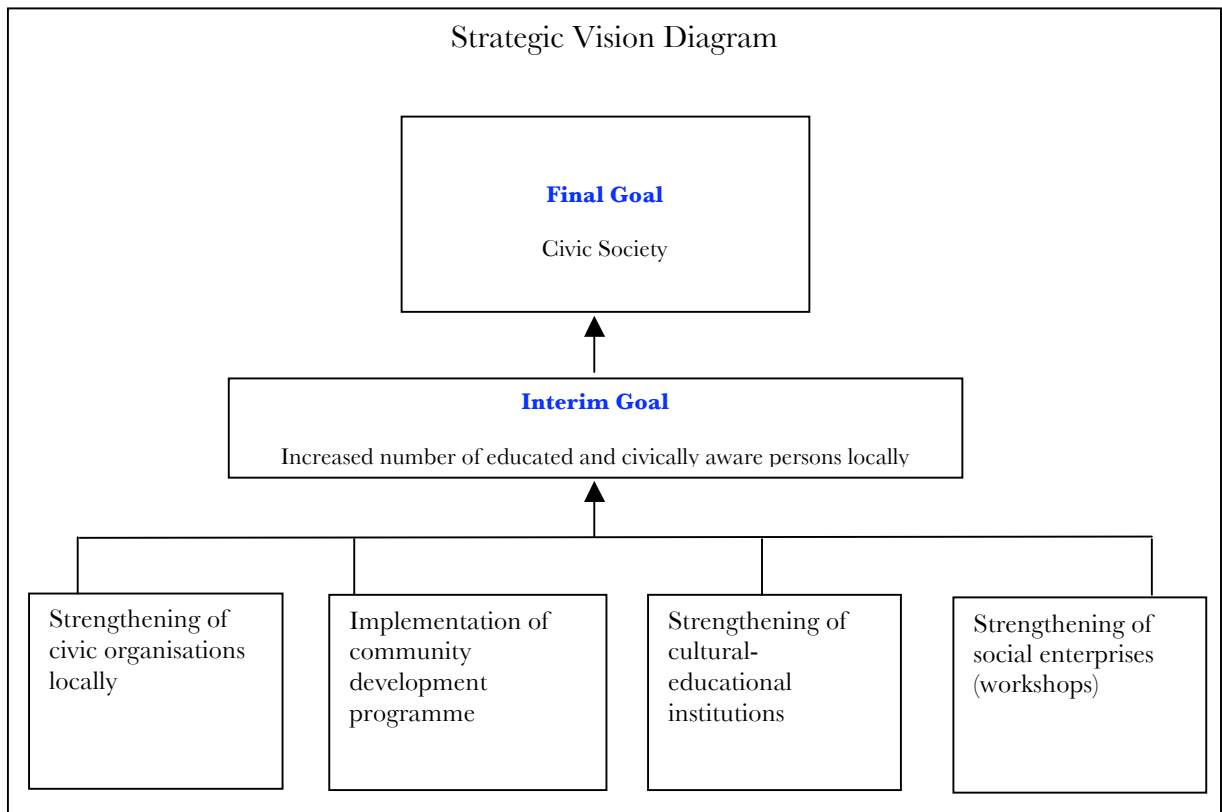 Strategic Vision Diagram
Final Goal
Civic Society
Interim Goal
Increased number of educated and civically aware persons locally
Strengthening of
civic organisations
locally
Implementation of
community
development
programme
Strengthening of
cultural-
educational
institutions
Strengthening of
social enterprises
(workshops)